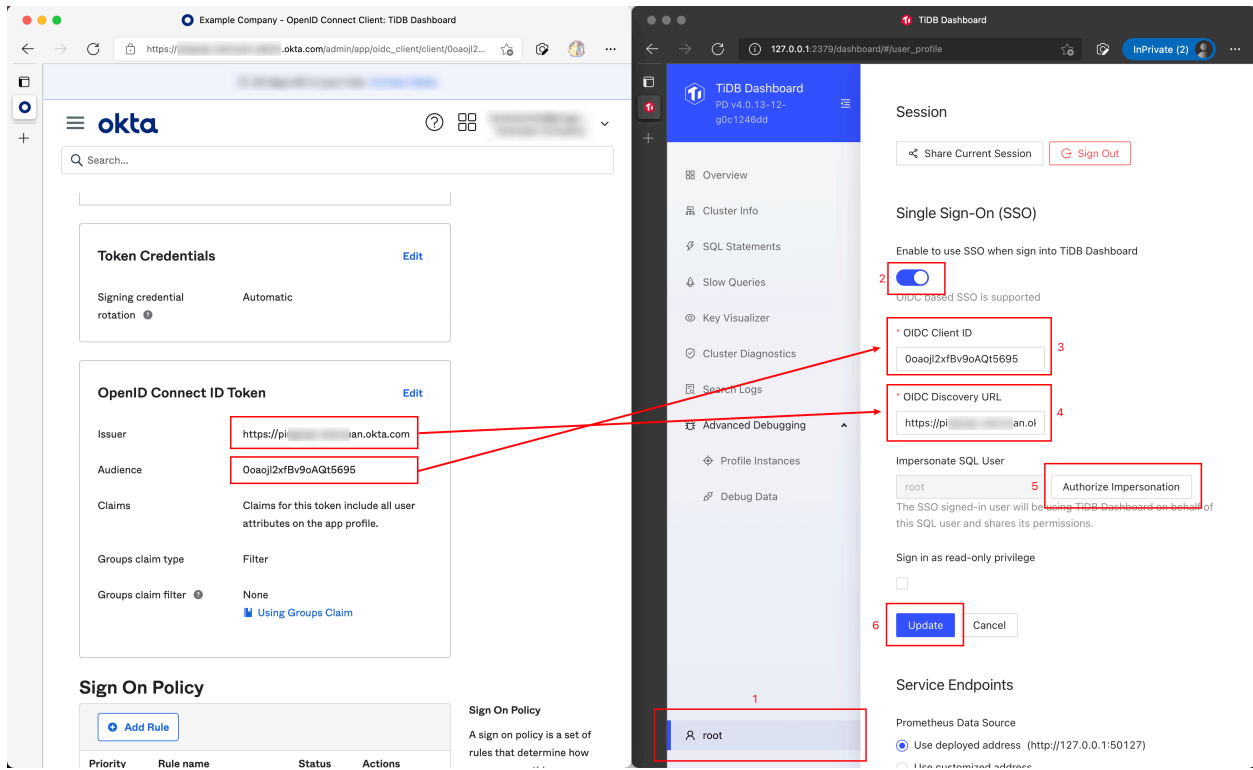 Example Company - OpenID Connect Client: TiDB Dashboard
https:// .okta.com/admin/app/oidc_client/client/0oaojl2...
okta
Search...
Token Credentials
Edit
Signing credential rotation
Automatic
OpenID Connect ID Token
Edit
Issuer
https://pi an.okta.com
Audience
0oaojl2xfBv9oAQt5695
Claims
Claims for this token include all user
attributes on the app profile.
Groups claim type
Filter
Groups claim filter
None
Using Groups Claim
Sign On Policy
Add Rule
Priority Rule name Status Actions
Sign On Policy
A sign on policy is a set of
rules that determine how
TiDB Dashboard
127.0.0.1:2379/dashboard/#/user_profile
InPrivate (2)
TiDB Dashboard
PD v4.0.13-12-
g0c1246dd
Overview
Cluster Info
SQL Statements
Slow Queries
Key Visualizer
Cluster Diagnostics
Search Logs
Advanced Debugging
Profile Instances
Debug Data
1
root
Session
Share Current Session
Sign Out
Single Sign-On (SSO)
Enable to use SSO when sign into TiDB Dashboard
2
OIDC based SSO is supported
* OIDC Client ID
0oaojl2xfBv9oAQt5695
3
* OIDC Discovery URL
https://pi an.ok
4
Impersonate SQL User
root
5
Authorize Impersonation
The SSO signed-in user will be using TiDB Dashboard on behalf of
this SQL user and shares its permissions.
Sign in as read-only privilege
6
Update
Cancel
Service Endpoints
Prometheus Data Source
Use deployed address (http://127.0.0.1:50127)
Use customized address